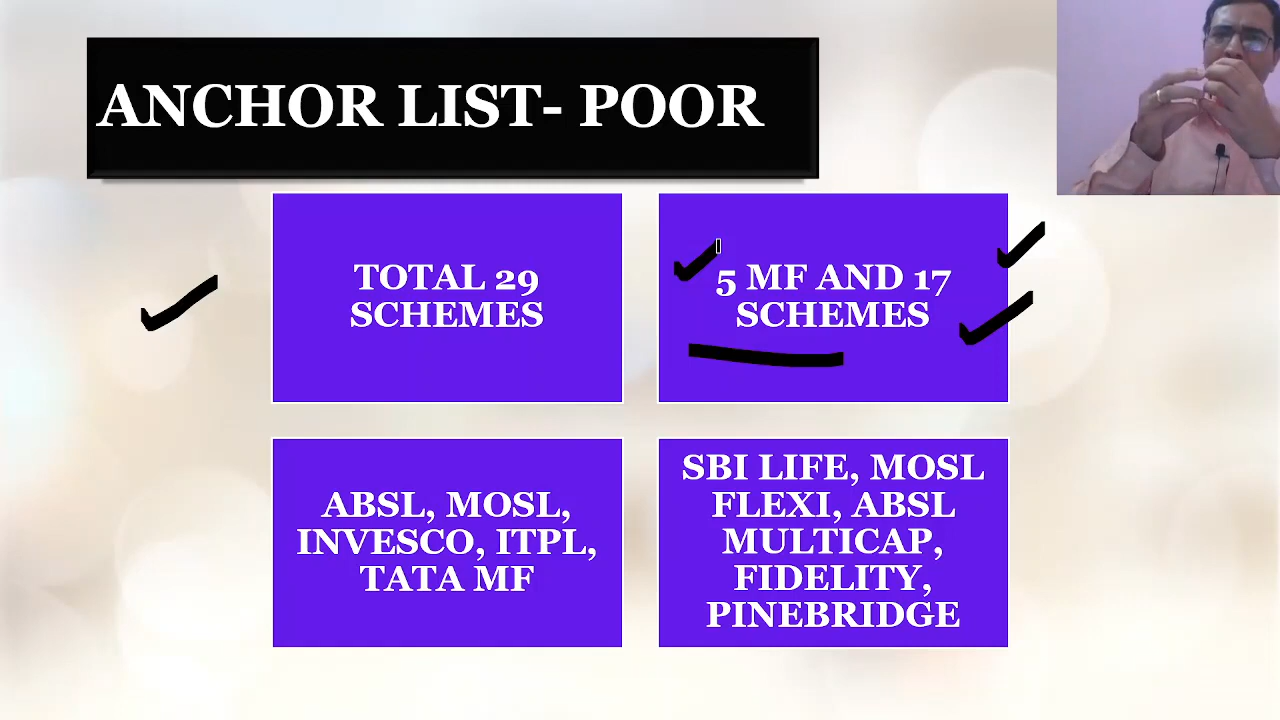 ANCHOR LIST- POOR
TOTAL 29
SCHEMES
5 MF AND 17
SCHEMES
ABSL, MOSL,
INVESCO, ITPL,
TATA MF
SBI LIFE, MOSL
FLEXI, ABSL
MULTICAP,
FIDELITY,
PINEBRIDGE